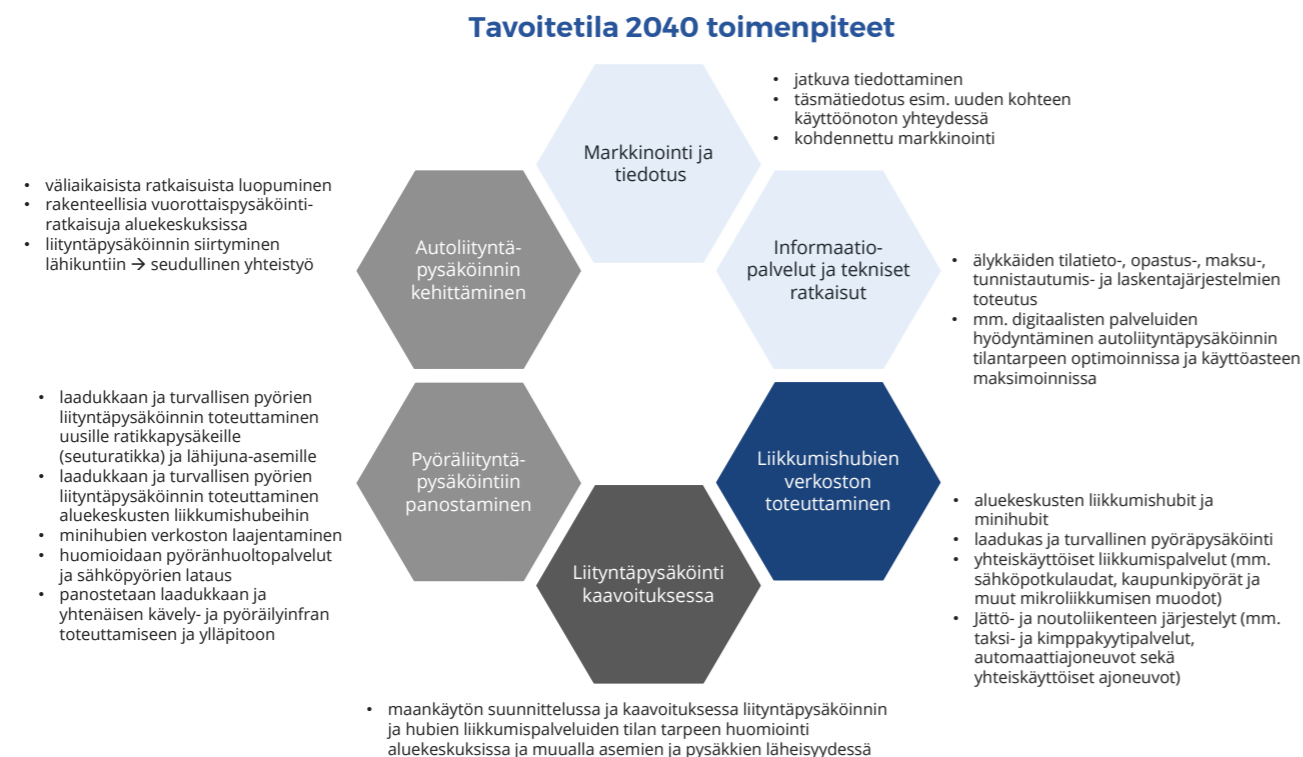 Tavoitetila 2040 toimenpiteet
Markkinointi ja
tiedotus
• jatkuva tiedottaminen
• täsmätiedotus esim. uuden kohteen
käyttöönoton yhteydessä
• kohdennettu markkinointi
Informaatio-
palvelut ja tekniset
ratkaisut
• älykkäiden tilatieto-, opastus-, maksu-,
tunnistautumis- ja laskentajärjestelmien
toteutus
• mm. digitaalisten palveluiden
hyödyntäminen autoliityntäpysäköinnin
tilantarpeen optimoinnissa ja käyttöasteen
maksimoinnissa
Liikkumishubien
verkoston
toteuttaminen
• aluekeskusten liikkumishubit ja
minihubit
• laadukas ja turvallinen pyöräpysäköinti
• yhteiskäyttöiset liikkumispalvelut (mm.
sähköpotkulaudat, kaupunkipyörät ja
muut mikroliikkumisen muodot)
• Jättö- ja noutoliikenteen järjestelyt (mm.
taksi- ja kimppakyytipalvelut,
automaattiajoneuvot sekä
yhteiskäyttöiset ajoneuvot)
Liityntäpysäköinti
kaavoituksessa
• maankäytön suunnittelussa ja kaavoituksessa liityntäpysäköinnin
ja hubien liikkumispalveluiden tilan tarpeen huomiointi
aluekeskuksissa ja muualla asemien ja pysäkkien läheisyydessä
Pyöräliityntä-
pysäköintiin
panostaminen
• laadukkaan ja turvallisen pyörien
liityntäpysäköinnin toteuttaminen
uusille ratikkapysäkeille
(seuturatikka) ja lähijuna-asemille
• laadukkaan ja turvallisen pyörien
liityntäpysäköinnin toteuttaminen
aluekeskusten liikkumishubeihin
• minihubien verkoston laajentaminen
• huomioidaan pyöränhuoltopalvelut
ja sähköpyörien lataus
• panostetaan laadukkaan ja
yhtenäisen kävely- ja pyöräilyinfran
toteuttamiseen ja ylläpitoon
Autoliityntä-
pysäköinnin
kehittäminen
• väliaikaisista ratkaisuista luopuminen
• rakenteellisia vuorottaispysäköinti-
ratkaisuja aluekeskuksissa
• liityntäpysäköinnin siirtyminen
lähikuntiin → seudullinen yhteistyö